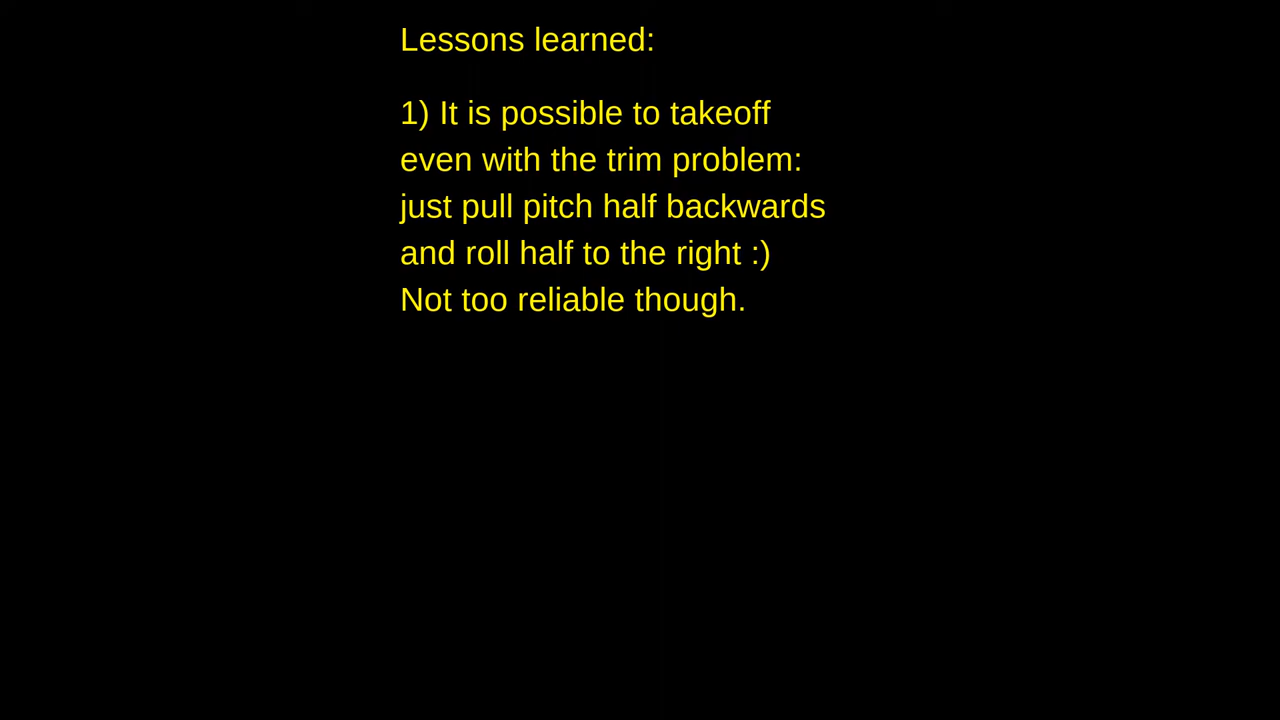 Lessons learned:
1) It is possible to takeoff
even with the trim problem:
just pull pitch half backwards
and roll half to the right :)
Not too reliable though.